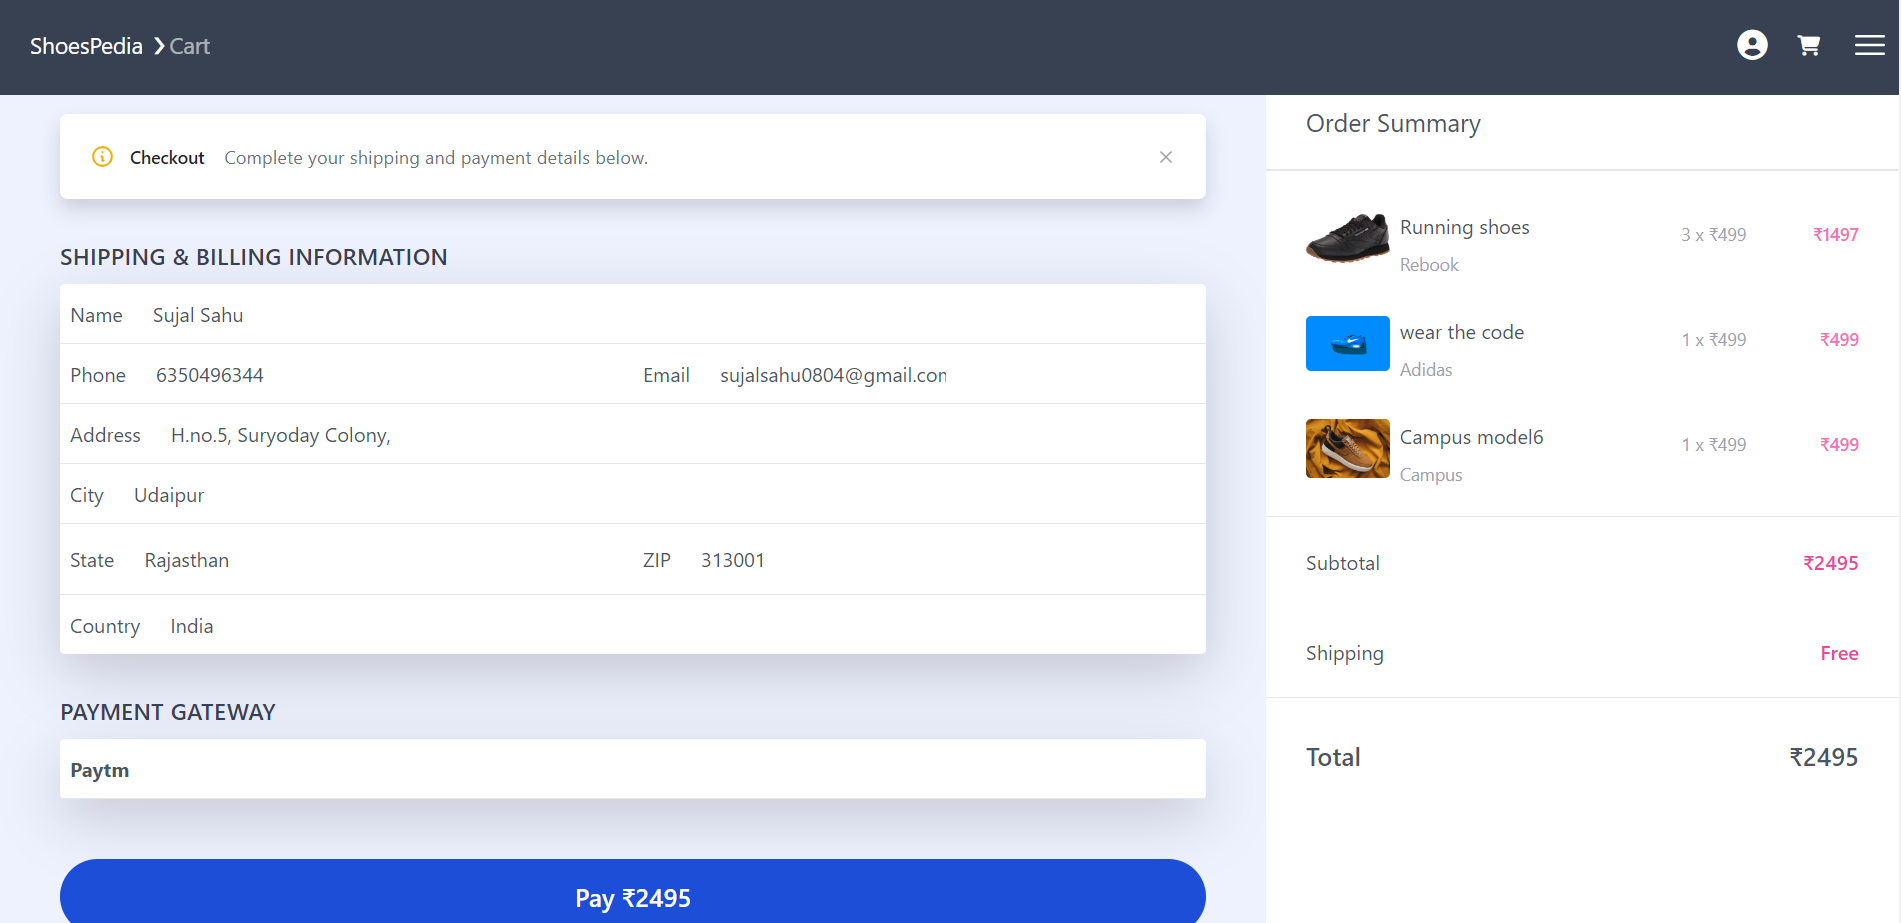 ShoesPedia ❯ Cart
Checkout Complete your shipping and payment details below.
SHIPPING & BILLING INFORMATION
Name Sujal Sahu
Phone 6350496344 Email sujalsahu0804@gmail.con
Address H.no.5, Suryoday Colony,
City Udaipur
State Rajasthan ZIP 313001
Country India
PAYMENT GATEWAY
Paytm
Pay ₹2495
Order Summary
Running shoes 3 x ₹499 ₹1497
Rebook
wear the code 1 x ₹499 ₹499
Adidas
Campus model6 1 x ₹499 ₹499
Campus
Subtotal ₹2495
Shipping Free
Total ₹2495